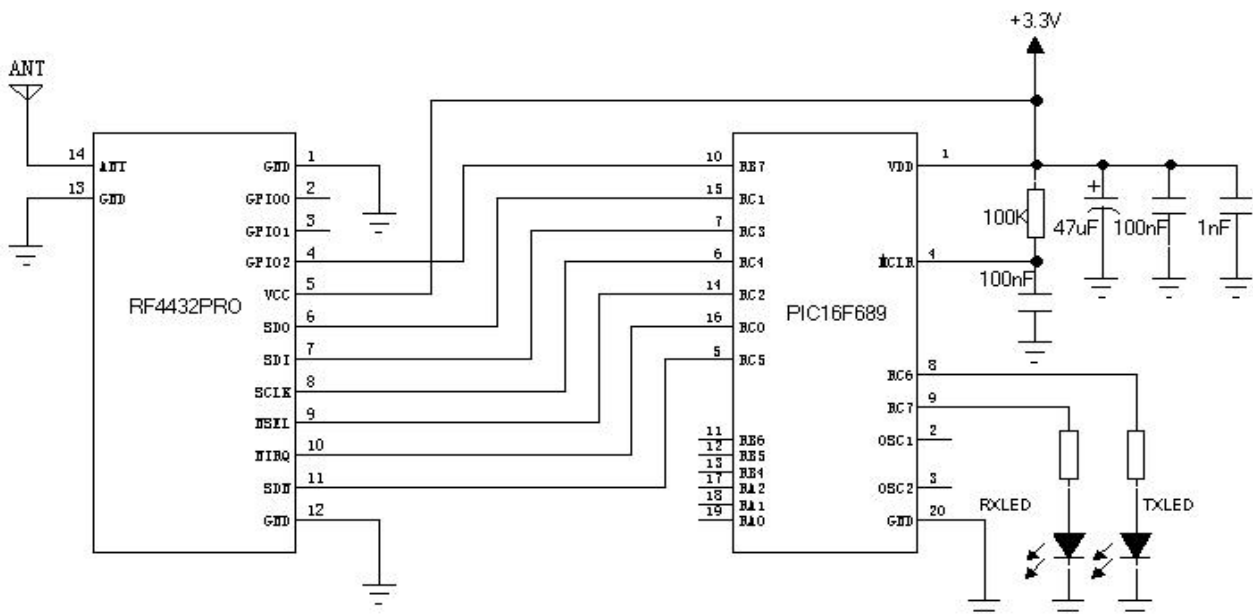 +3.3V
ANT
14 ANT
13 GND
GND 1
GPIO0 2
GPIO1 3
GPIO2 4
VCC 5
SDO 6
SDI 7
SCLK 8
NSEL 9
NIRQ 10
SDN 11
GND 12
RF4432PRO
10 RB7
15 RC1
7 RC3
6 RC4
14 RC2
16 RC0
5 RC5
11 RB6
12 RB5
13 RB4
17 RA2
18 RA1
19 RA0
PIC16F689
VDD 1
MCLR 4
RC6 8
RC7 9
OSC1 2
OSC2 3
GND 20
100K
+
47uF
100nF
1nF
100nF
RXLED
TXLED